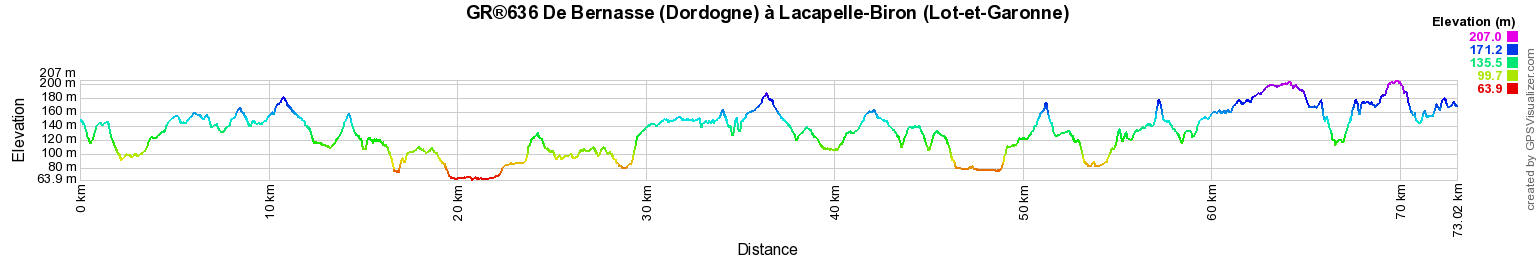 GR®636 De Bernasse (Dordogne) à Lacapelle-Biron (Lot-et-Garonne)
Elevation (m)
207.0
171.2
135.5
99.7
63.9
207 m
200 m
180 m
160 m
140 m
120 m
100 m
80 m
63.9 m
Elevation
0 km
10 km
20 km
30 km
40 km
50 km
60 km
70 km
73.02 km
Distance
created by GPSVisualizer.com